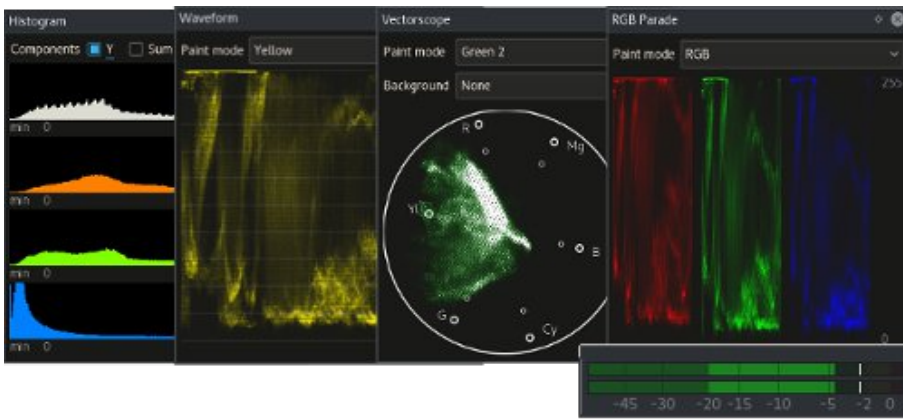 Histogram
Components Y Sum
min 0
min 0
min 0
min 0
Waveform
Paint mode Yellow
Vectorscope
Paint mode Green 2
Background None
R
Mg
YL
B
G
Cy
RGB Parade
Paint mode RGB
255
0
-45 -30 -20 -15 -10 -5 -2 0